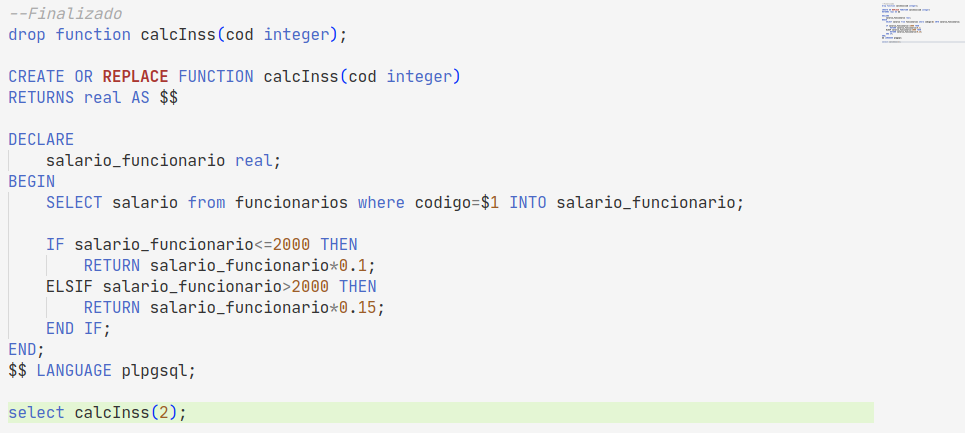 --Finalizado
drop function calcInss(cod integer);
CREATE OR REPLACE FUNCTION calcInss(cod integer)
RETURNS real AS $$
DECLARE
    salario_funcionario real;
BEGIN
    SELECT salario from funcionarios where codigo=$1 INTO salario_funcionario;
    IF salario_funcionario<=2000 THEN
        RETURN salario_funcionario*0.1;
    ELSIF salario_funcionario>2000 THEN
        RETURN salario_funcionario*0.15;
    END IF;
END;
$$ LANGUAGE plpgsql;
select calcInss(2);